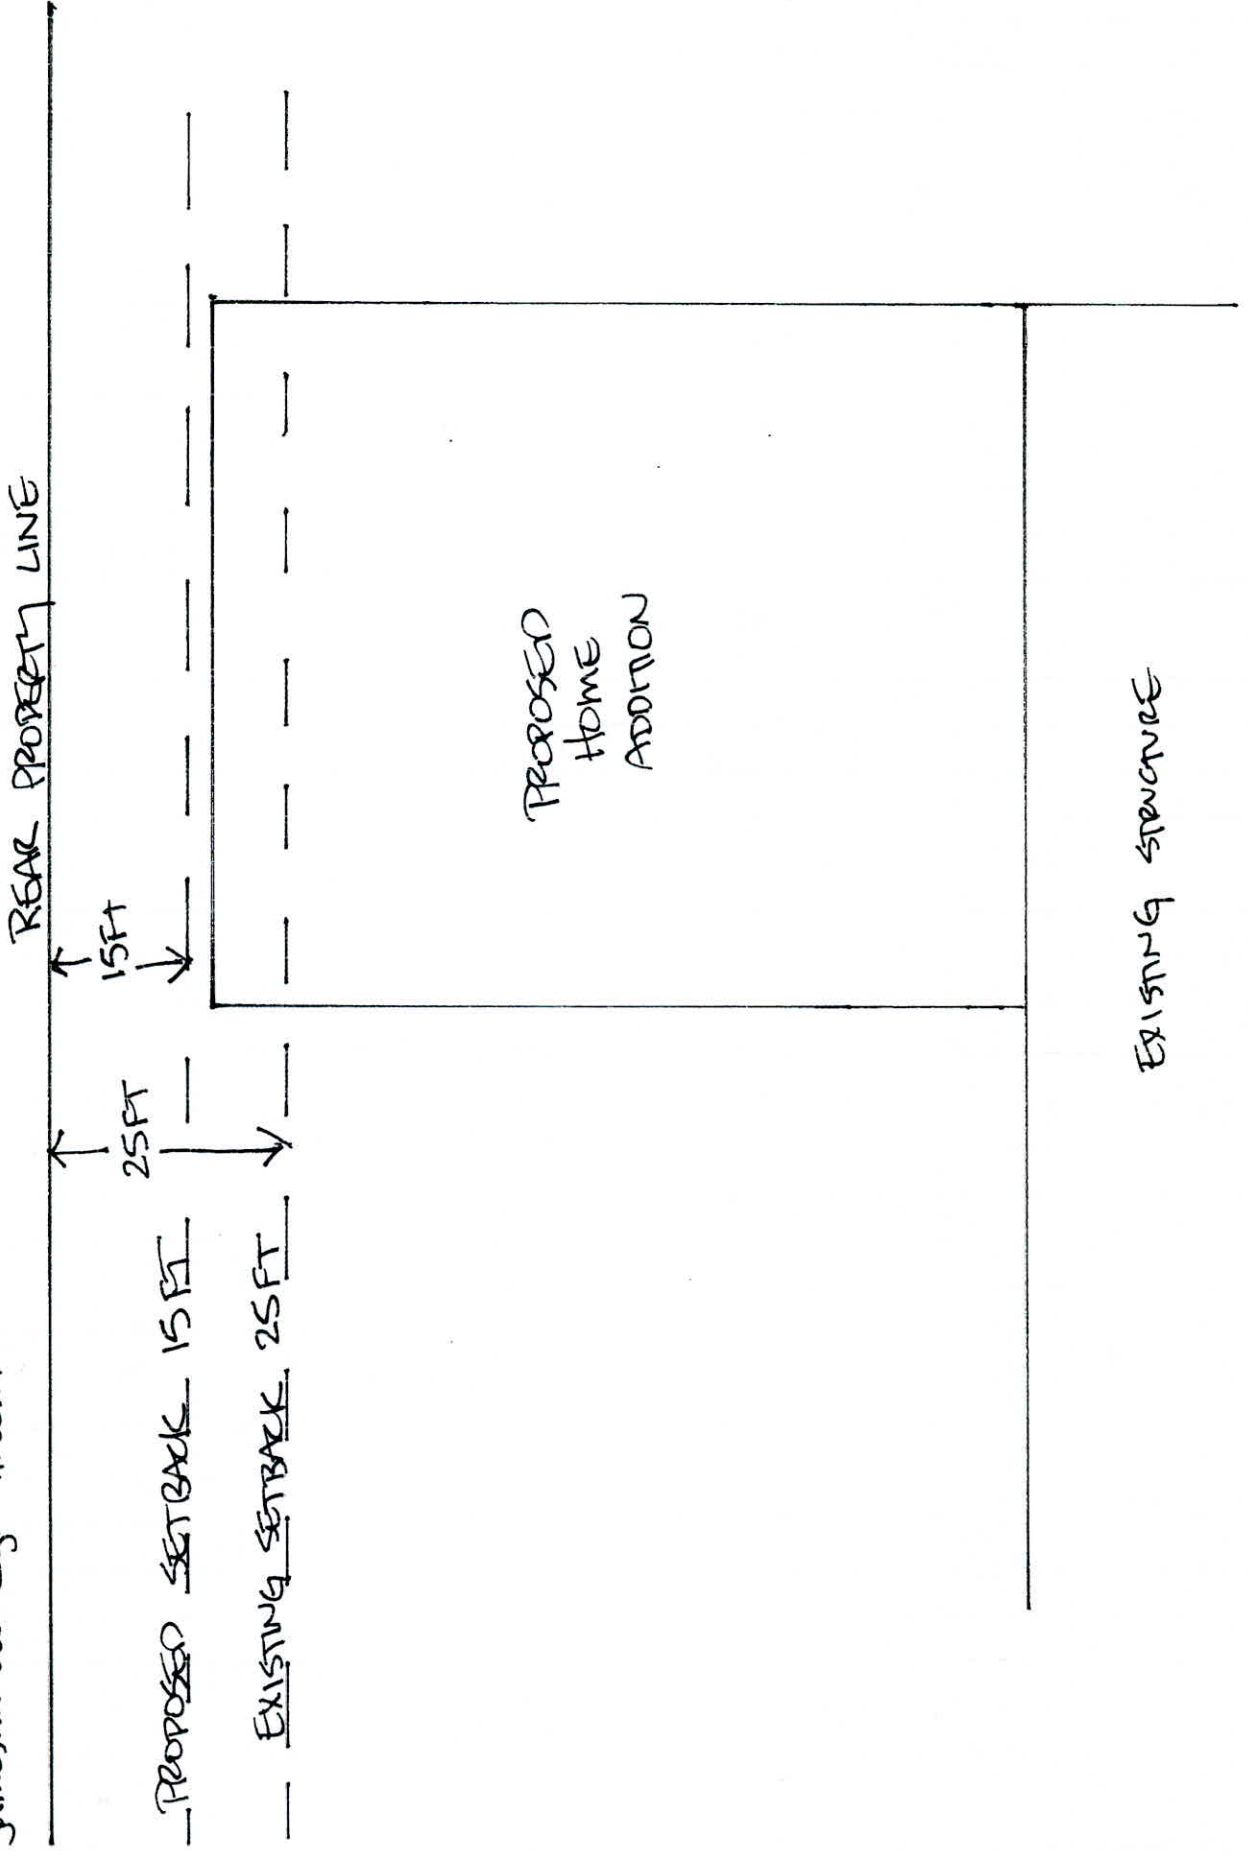 REAR PROPERTY LINE
15Ft
25FT
PROPOSED SETBACK 15FT
EXISTING SETBACK 25FT
PROPOSED
HOME
ADDITION
EXISTING STRUCTURE